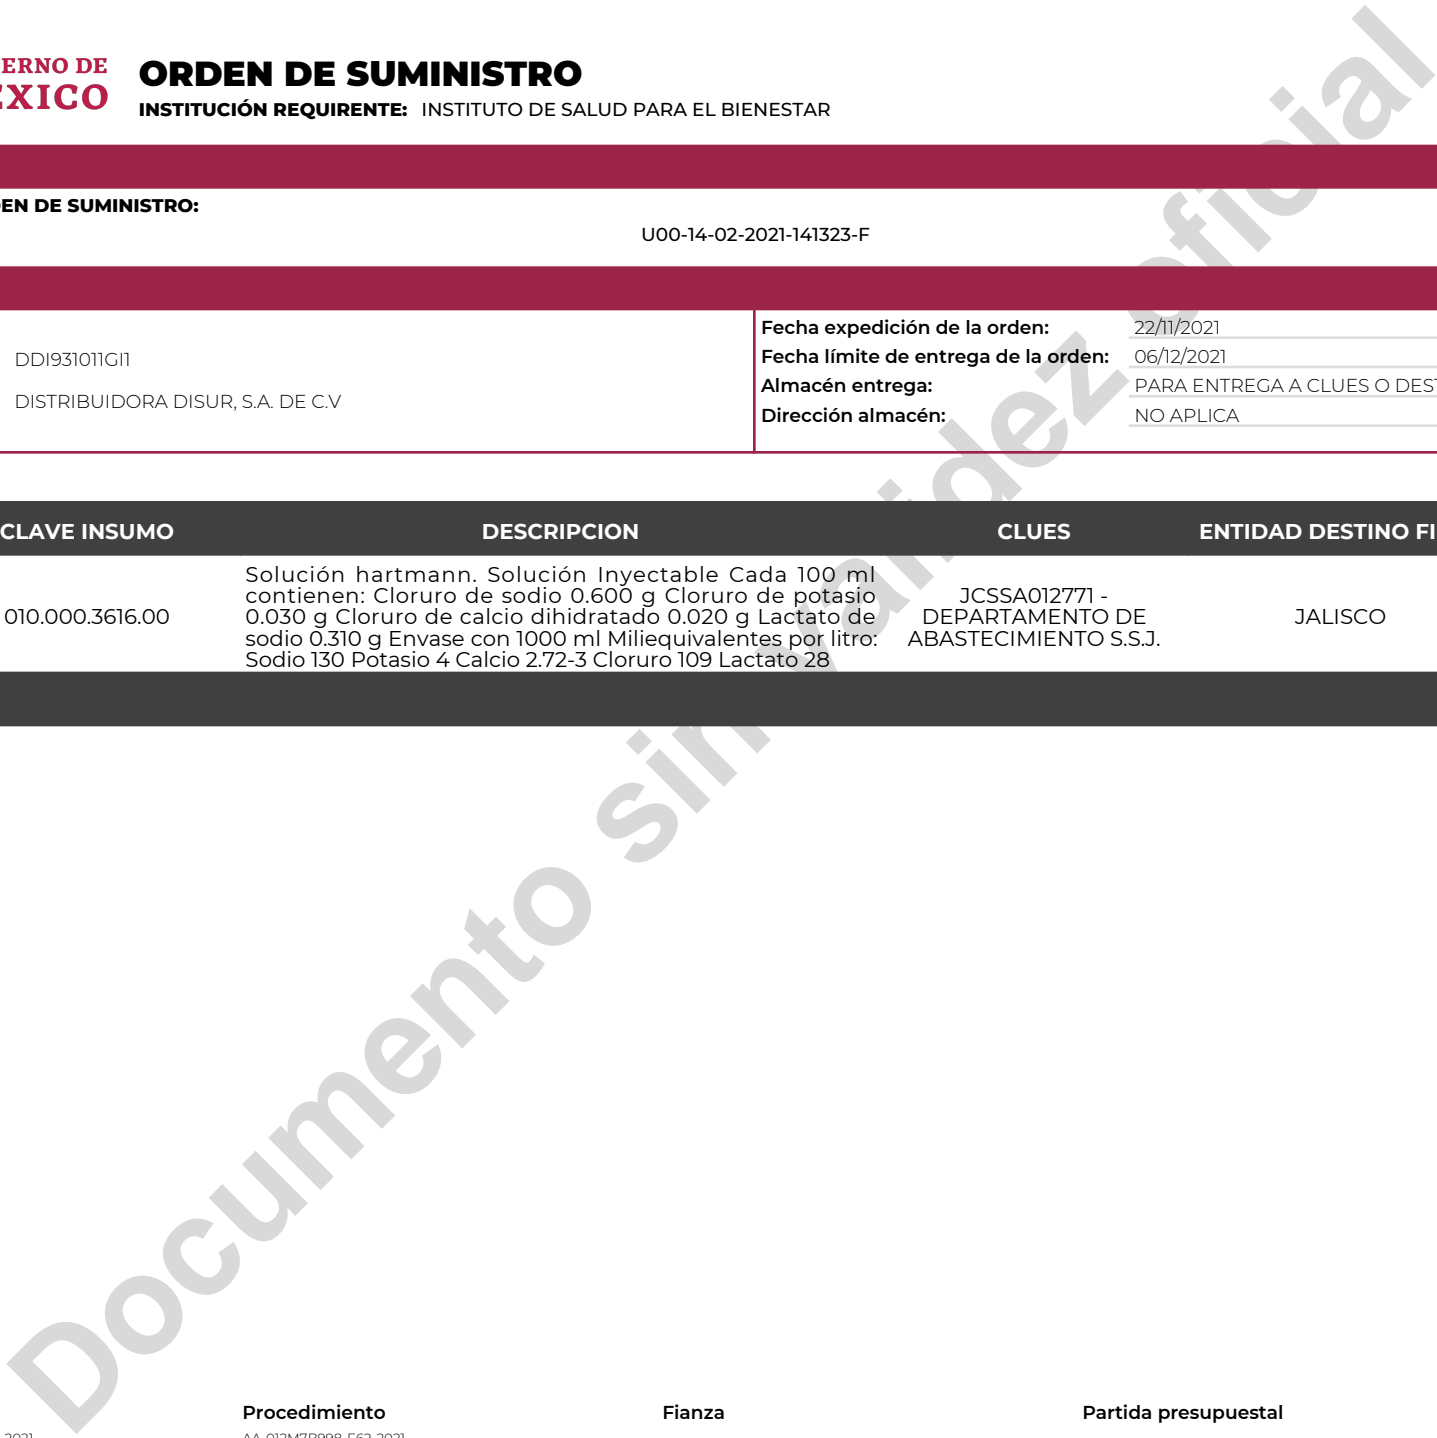 ERNO DE
EXICO
ORDEN DE SUMINISTRO
INSTITUCIÓN REQUIRENTE: INSTITUTO DE SALUD PARA EL BIENESTAR
EN DE SUMINISTRO:
U00-14-02-2021-141323-F
DDI931011GI1
DISTRIBUIDORA DISUR, S.A. DE C.V
Fecha expedición de la orden: 22/11/2021
Fecha límite de entrega de la orden: 06/12/2021
Almacén entrega: PARA ENTREGA A CLUES O DEST
Dirección almacén: NO APLICA
CLAVE INSUMO DESCRIPCION CLUES ENTIDAD DESTINO FI
010.000.3616.00
Solución hartmann. Solución Inyectable Cada 100 ml
contienen: Cloruro de sodio 0.600 g Cloruro de potasio
0.030 g Cloruro de calcio dihidratado 0.020 g Lactato de
sodio 0.310 g Envase con 1000 ml Miliequivalentes por litro:
Sodio 130 Potasio 4 Calcio 2.72-3 Cloruro 109 Lactato 28
JCSSA012771 -
DEPARTAMENTO DE
ABASTECIMIENTO S.S.J.
JALISCO
Documento sin validez oficial
Procedimiento Fianza Partida presupuestal